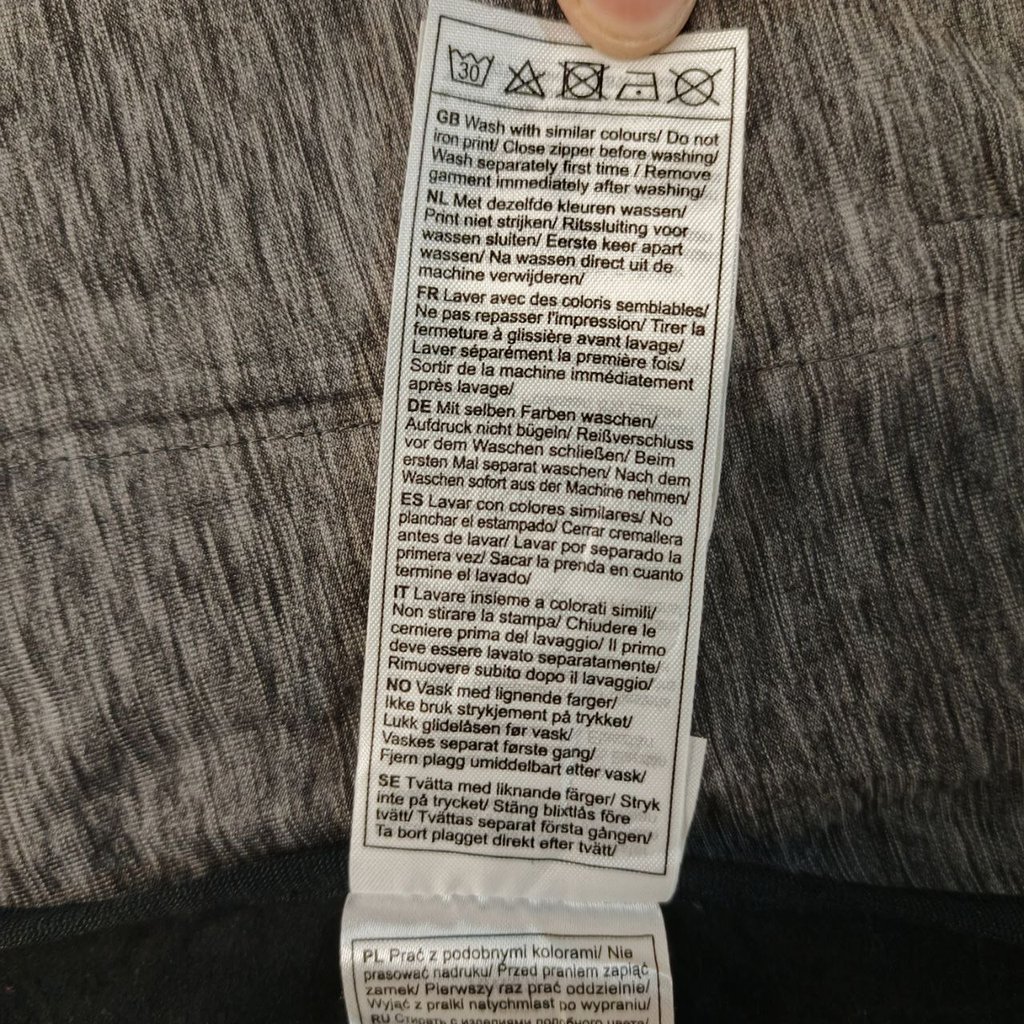 30
GB Wash with similar colours/ Do not
iron print/ Close zipper before washing/
Wash separately first time / Remove
garment immediately after washing/
NL Met dezelfde kleuren wassen/
Print niet strijken/ Ritssluiting voor
wassen sluiten/ Eerste keer apart
wassen/ Na wassen direct uit de
machine verwijderen/
FR Laver avec des coloris semblables/
Ne pas repasser l'impression/ Tirer la
fermeture à glissière avant lavage/
Laver séparément la première fois/
Sortir de la machine immédiatement
après lavage/
DE Mit selben Farben waschen/
Aufdruck nicht bügeln/ Reißverschluss
vor dem Waschen schließen/ Beim
ersten Mal separat waschen/ Nach dem
Waschen sofort aus der Machine nehmen/
ES Lavar con colores similares/ No
planchar el estampado/ Cerrar cremallera
antes de lavar/ Lavar por separado la
primera vez/ Sacar la prenda en cuanto
termine el lavado/
IT Lavare insieme a colorati simili/
Non stirare la stampa/ Chiudere le
cerniere prima del lavaggio/ Il primo
deve essere lavato separatamente/
Rimuovere subito dopo il lavaggio/
NO Vask med lignende farger/
Ikke bruk strykjement på trykket/
Lukk glidelåsen før vask/
Vaskes separat første gang/
Fjern plagg umiddelbart etter vask/
SE Tvätta med liknande färger/ Stryk
inte på trycket/ Stäng blixtlås före
tvätt/ Tvättas separat första gången/
Ta bort plagget direkt efter tvätt/
PL Prać z podobnymi kolorami/ Nie
prasować nadruku/ Przed praniem zapiąć
zamek/ Pierwszy raz prać oddzielnie/
Wyjąć z pralki natychmiast po wypraniu/
RU Стирать с изделиями подобного цвета/